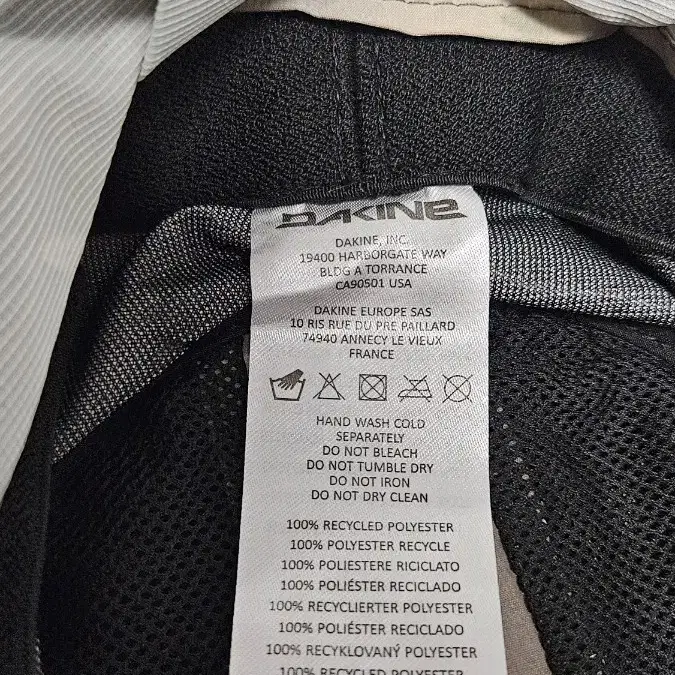 DAKINE
DAKINE, INC.
19400 HARBORGATE WAY
BLDG A TORRANCE
CA90501 USA
DAKINE EUROPE SAS
10 RIS RUE DU PRE PAILLARD
74940 ANNECY LE VIEUX
FRANCE
HAND WASH COLD
SEPARATELY
DO NOT BLEACH
DO NOT TUMBLE DRY
DO NOT IRON
DO NOT DRY CLEAN
100% RECYCLED POLYESTER
100% POLYESTER RECYCLE
100% POLIESTERE RICICLATO
100% POLIÉSTER RECICLADO
100% RECYCLIERTER POLYESTER
100% POLIÉSTER RECICLADO
100% RECYKLOVANÝ POLYESTER
100% RECYCLED POLYESTER